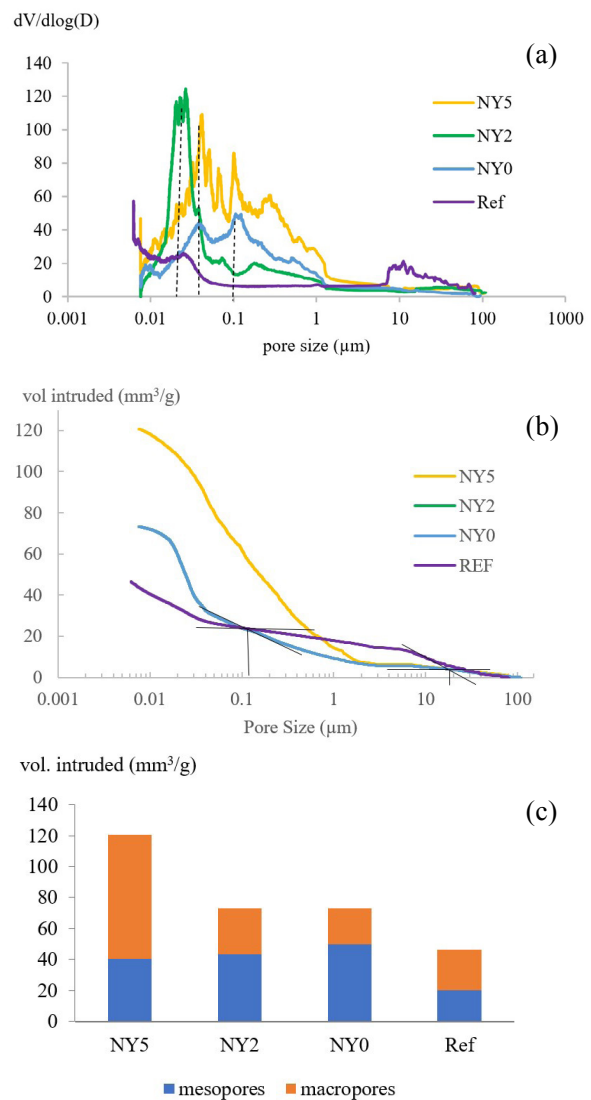 dV/dlog(D)
(a)
140
120
100
80
60
40
20
0
NY5
NY2
NY0
Ref
0.001 0.01 0.1 1 10 100 1000
pore size (µm)
vol intruded (mm³/g)
(b)
120
100
80
60
40
20
0
NY5
NY2
NY0
REF
0.001 0.01 0.1 1 10 100
Pore Size (µm)
vol. intruded (mm³/g)
(c)
140
120
100
80
60
40
20
0
NY5 NY2 NY0 Ref
mesopores macropores